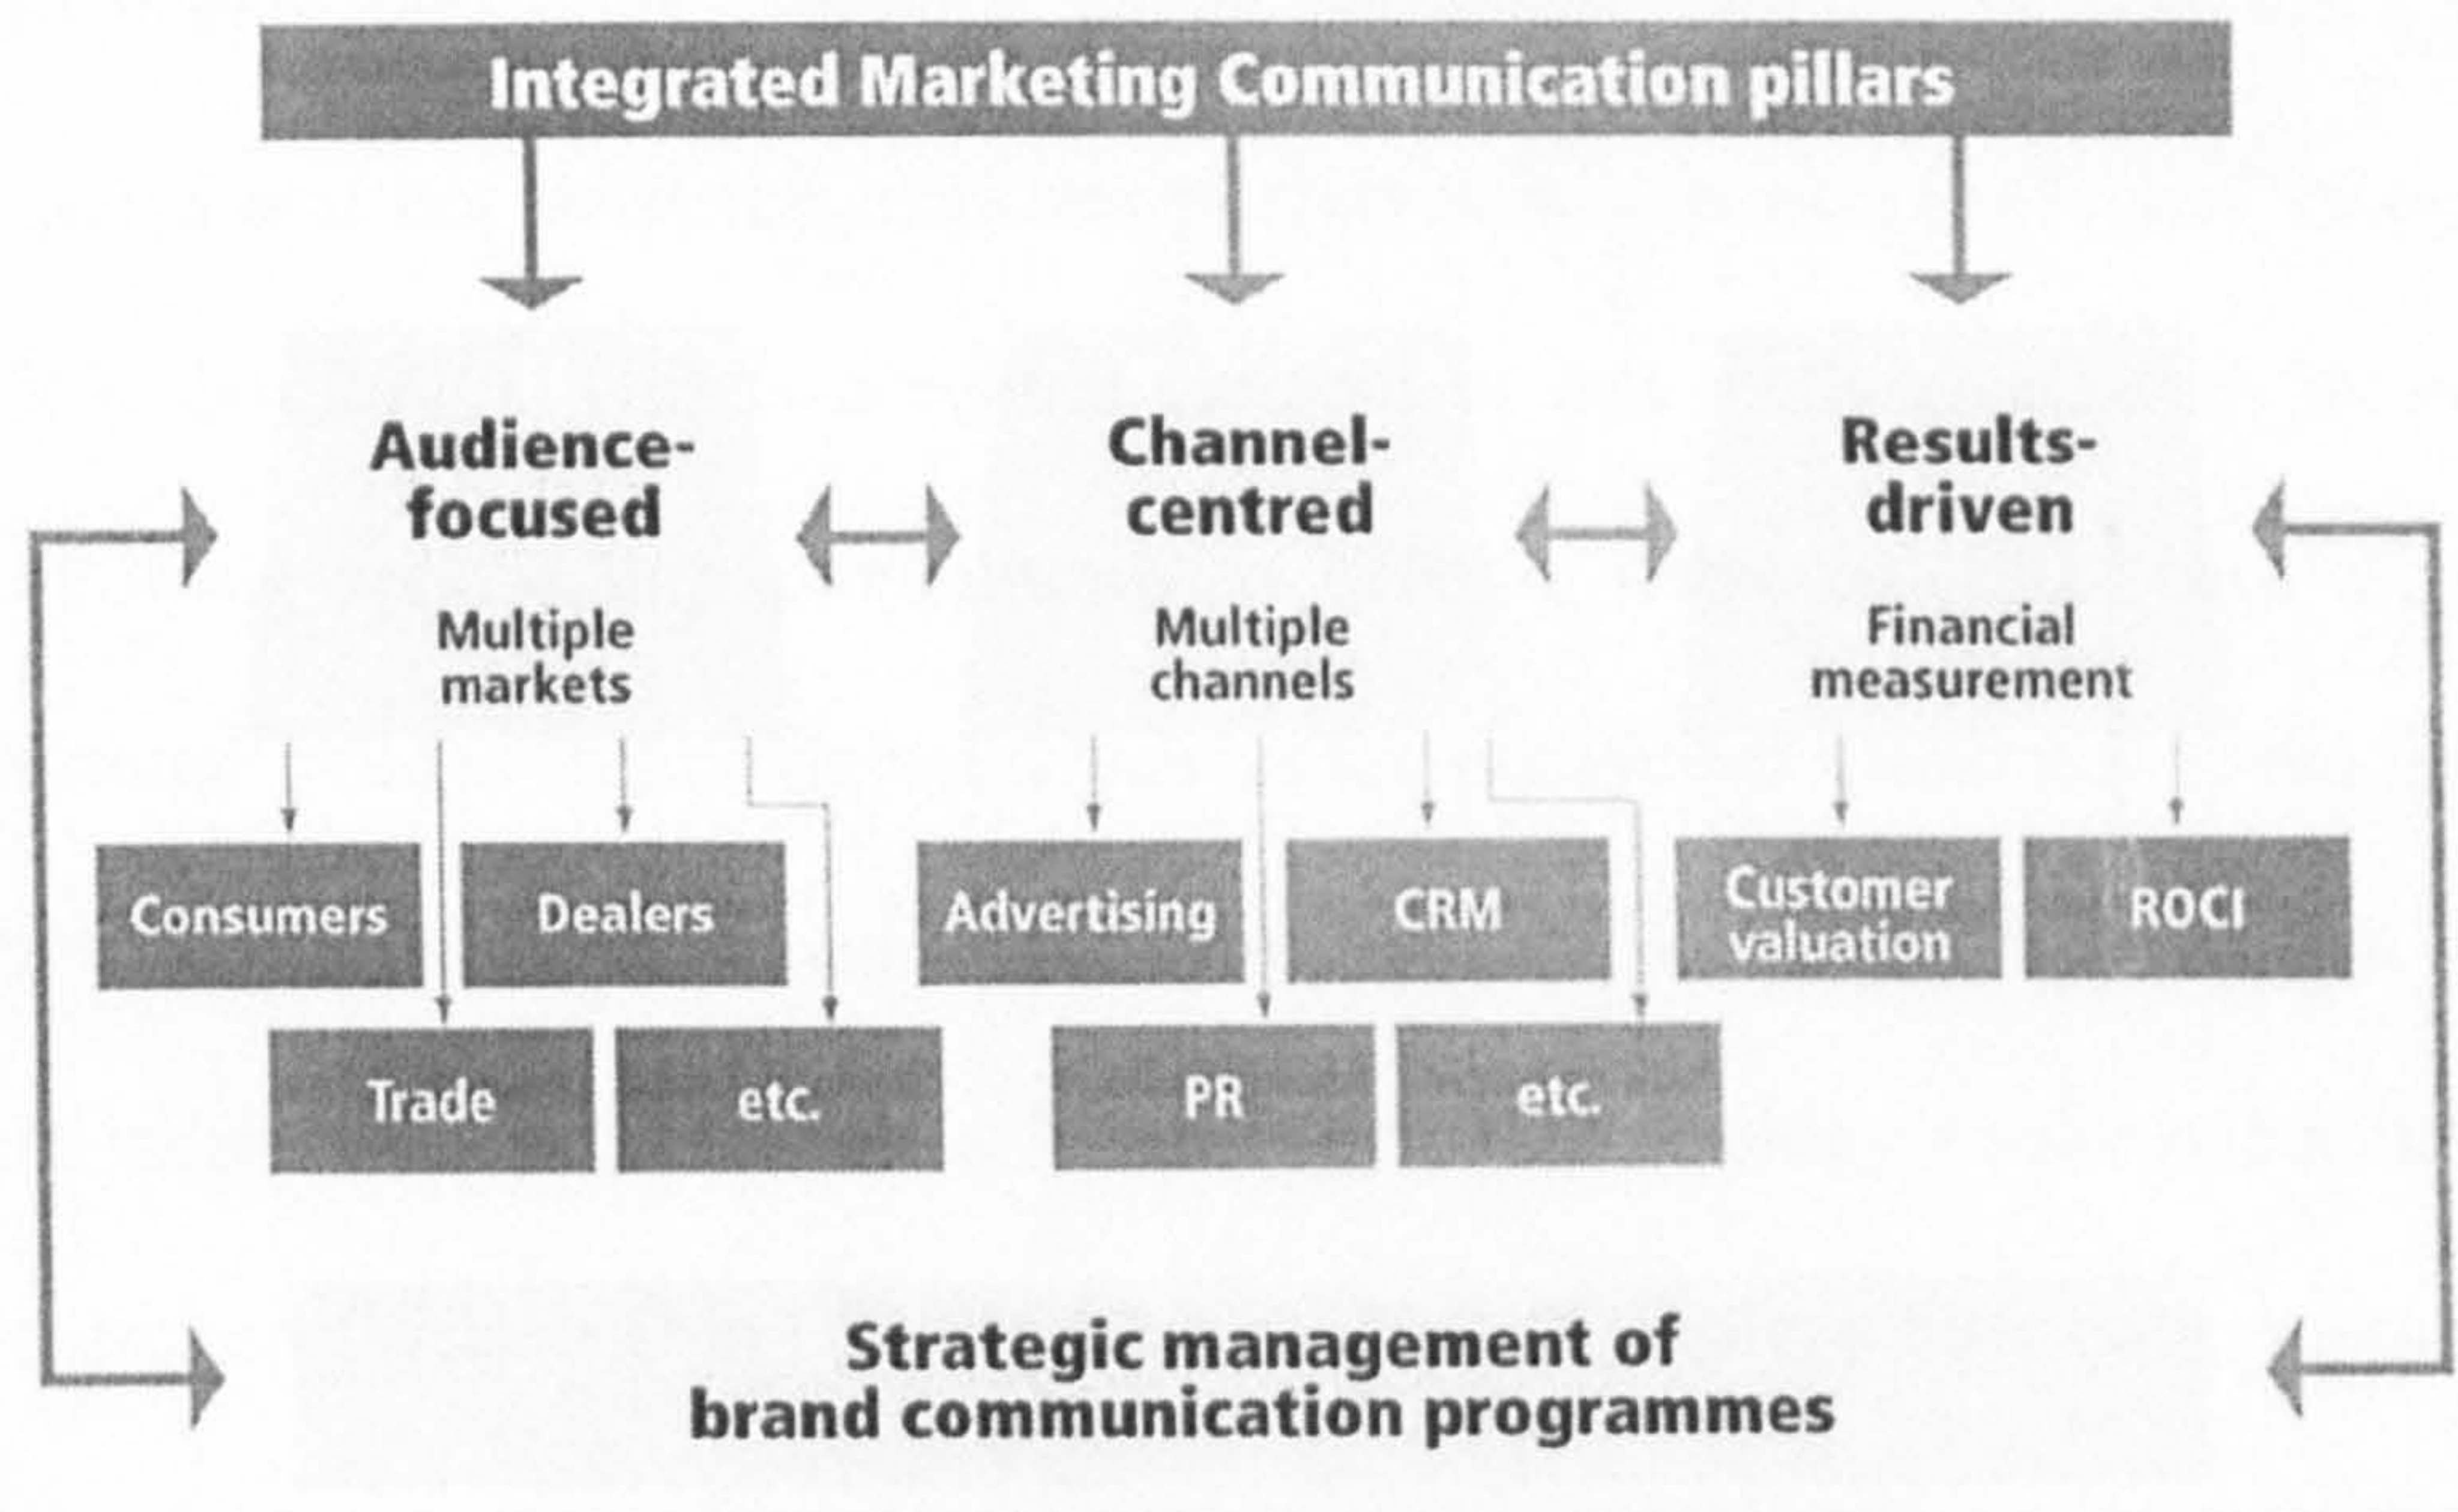 Integrated Marketing Communication pillars
Audience-
focused
Multiple
markets
Channel-
centred
Multiple
channels
Results-
driven
Financial
measurement
Consumers
Dealers
Trade
etc.
Advertising
CRM
PR
etc.
Customer
valuation
ROCI
Strategic management of
brand communication programmes